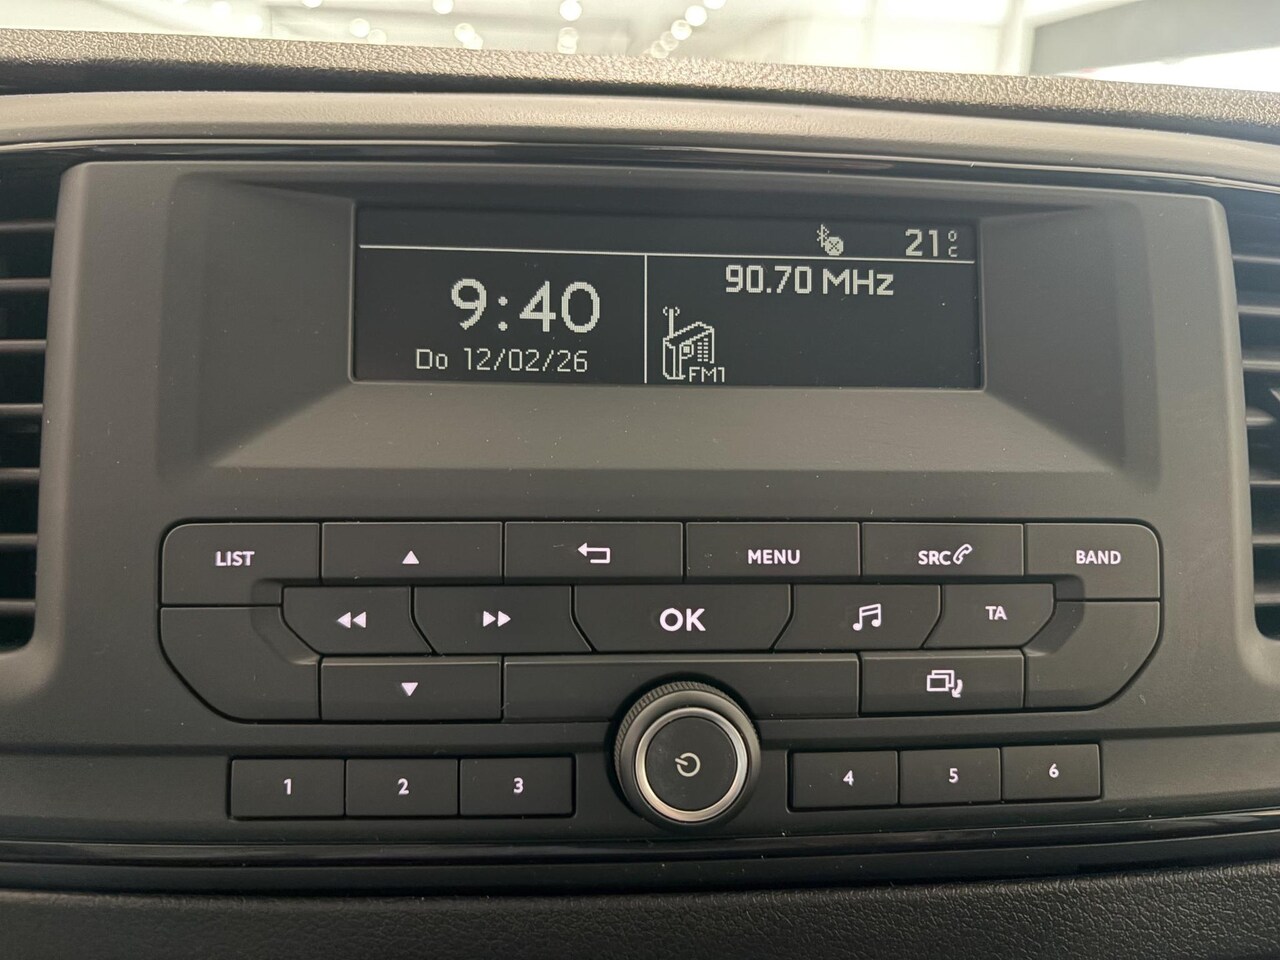 21°C
90.70 MHz
9:40
Do 12/02/26
FM1
LIST
MENU
SRC
BAND
OK
TA
1
2
3
4
5
6